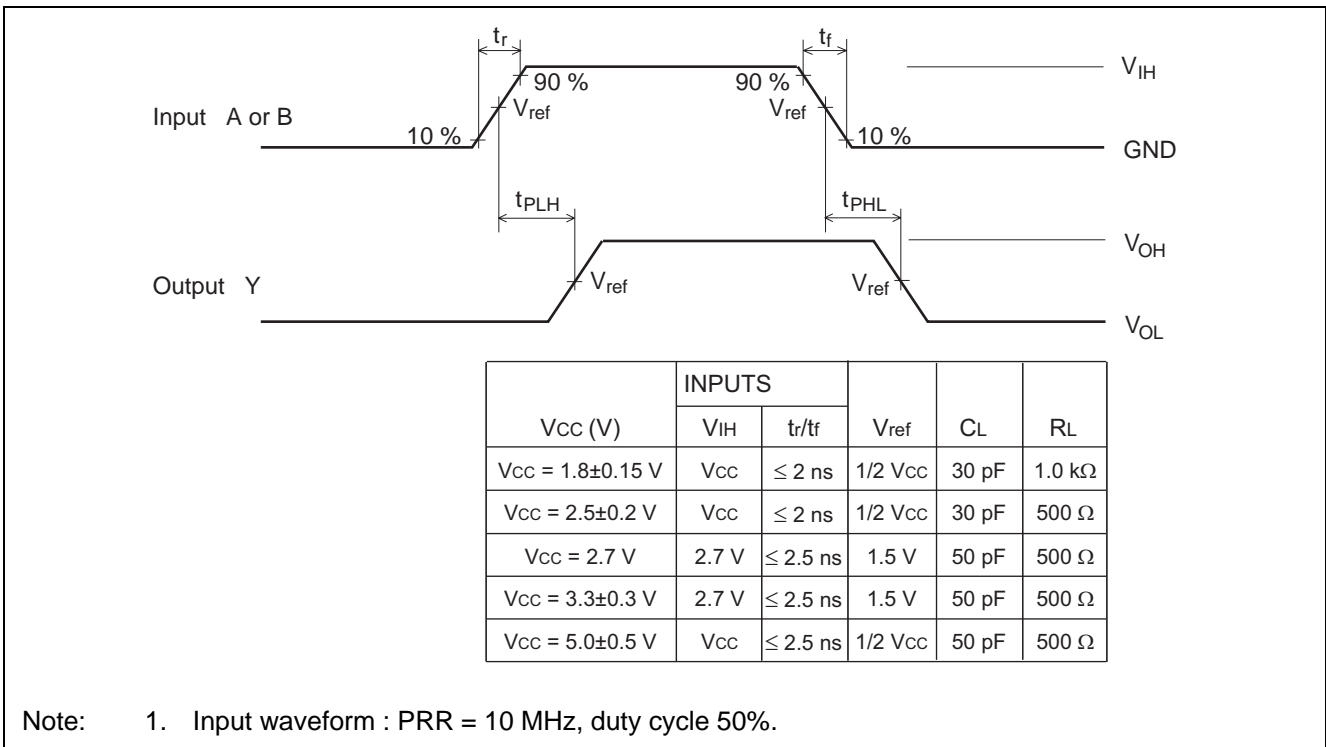 tr tf
90 % 90 % VIH
Input A or B Vref Vref
10 % 10 % GND
tPLH tPHL
VOH
Output Y Vref Vref
VOL
INPUTS
VCC (V) VIH tr/tf Vref CL RL
VCC = 1.8±0.15 V VCC ≤ 2 ns 1/2 VCC 30 pF 1.0 kΩ
VCC = 2.5±0.2 V VCC ≤ 2 ns 1/2 VCC 30 pF 500 Ω
VCC = 2.7 V 2.7 V ≤ 2.5 ns 1.5 V 50 pF 500 Ω
VCC = 3.3±0.3 V 2.7 V ≤ 2.5 ns 1.5 V 50 pF 500 Ω
VCC = 5.0±0.5 V VCC ≤ 2.5 ns 1/2 VCC 50 pF 500 Ω
Note: 1. Input waveform : PRR = 10 MHz, duty cycle 50%.